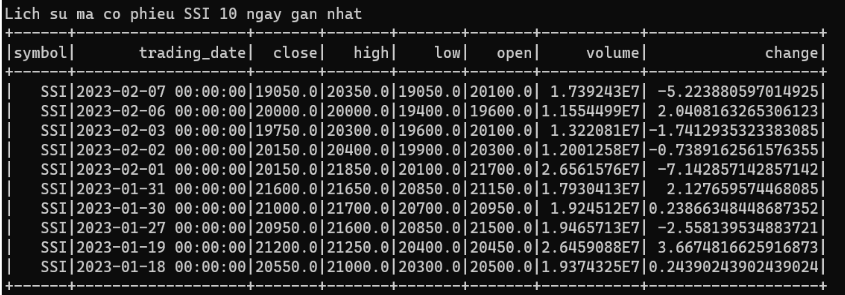 Lich su ma co phieu SSI 10 ngay gan nhat
+------+-------------------+-------+-------+-------+-------+-----------+-------------------+
|symbol|       trading_date|  close|   high|    low|   open|     volume|             change|
+------+-------------------+-------+-------+-------+-------+-----------+-------------------+
|   SSI|2023-02-07 00:00:00|19050.0|20350.0|19050.0|20100.0| 1.739243E7| -5.223880597014925|
|   SSI|2023-02-06 00:00:00|20000.0|20000.0|19400.0|19600.0|1.1554499E7| 2.0408163265306123|
|   SSI|2023-02-03 00:00:00|19750.0|20300.0|19600.0|20100.0| 1.322081E7|-1.7412935323383085|
|   SSI|2023-02-02 00:00:00|20150.0|20400.0|19900.0|20300.0|1.2001258E7|-0.7389162561576355|
|   SSI|2023-02-01 00:00:00|20150.0|21850.0|20100.0|21700.0|2.6561576E7| -7.142857142857142|
|   SSI|2023-01-31 00:00:00|21600.0|21650.0|20850.0|21150.0|1.7930413E7|  2.127659574468085|
|   SSI|2023-01-30 00:00:00|21000.0|21700.0|20700.0|20950.0| 1.924512E7|0.23866348448687352|
|   SSI|2023-01-27 00:00:00|20950.0|21600.0|20850.0|21500.0|1.9465713E7| -2.558139534883721|
|   SSI|2023-01-19 00:00:00|21200.0|21250.0|20400.0|20450.0|2.6459088E7| 3.6674816625916873|
|   SSI|2023-01-18 00:00:00|20550.0|21000.0|20300.0|20500.0|1.9374325E7|0.24390243902439024|
+------+-------------------+-------+-------+-------+-------+-----------+-------------------+